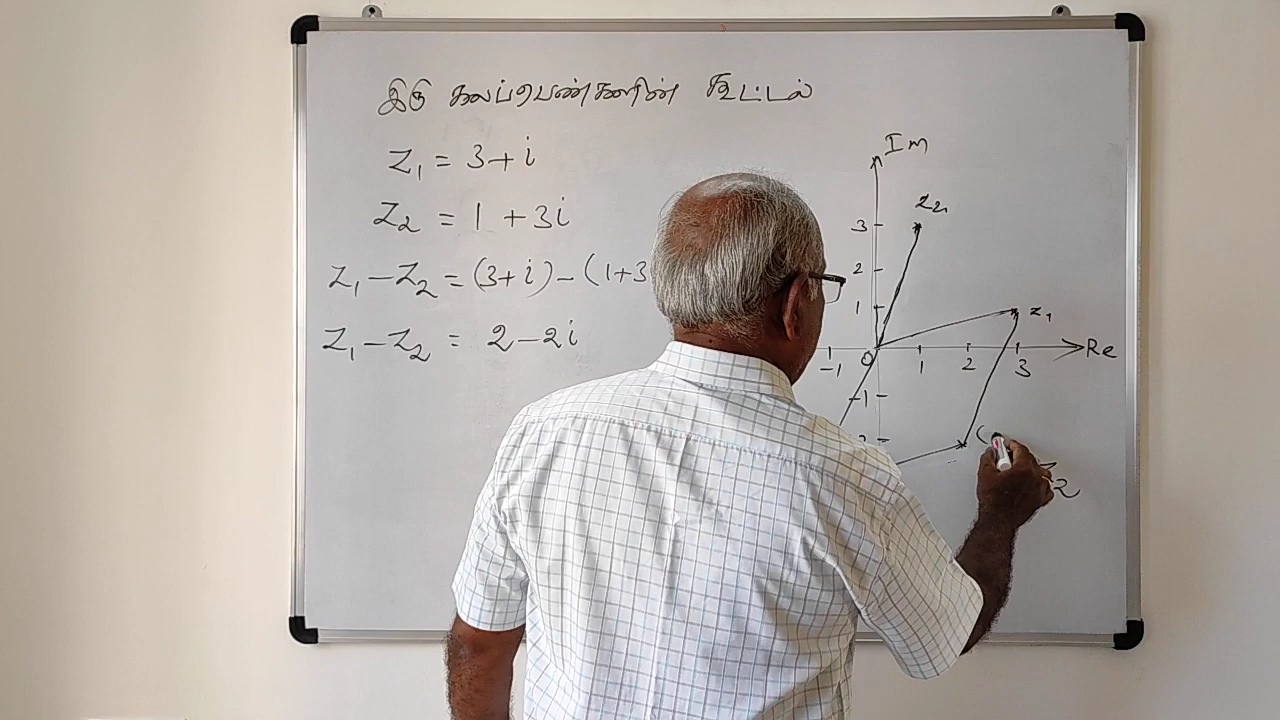 இரு கலப்பெண்களின் கூட்டல்
Z₁ = 3+i
Z₂ = 1 + 3i
Z₁ − Z₂ = (3+i) − (1+3
Z₁ − Z₂ = 2 − 2i
Im
Z₂
3
2
1
Z₁
0
−1 1 2 3
Re
−1
(
2